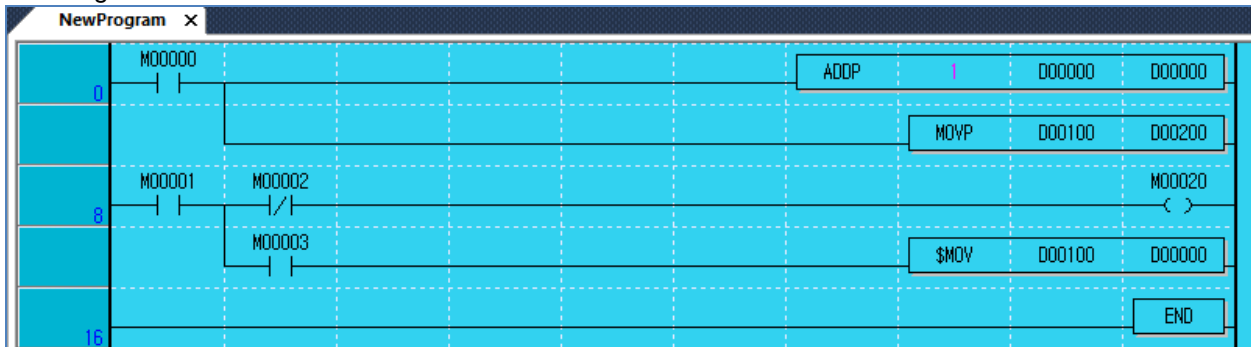 NewProgram x
M00000
0 ADDP 1 D00000 D00000
MOVP D00100 D00200
M00001 M00002 M00020
8
M00003
$MOV D00100 D00000
END
16